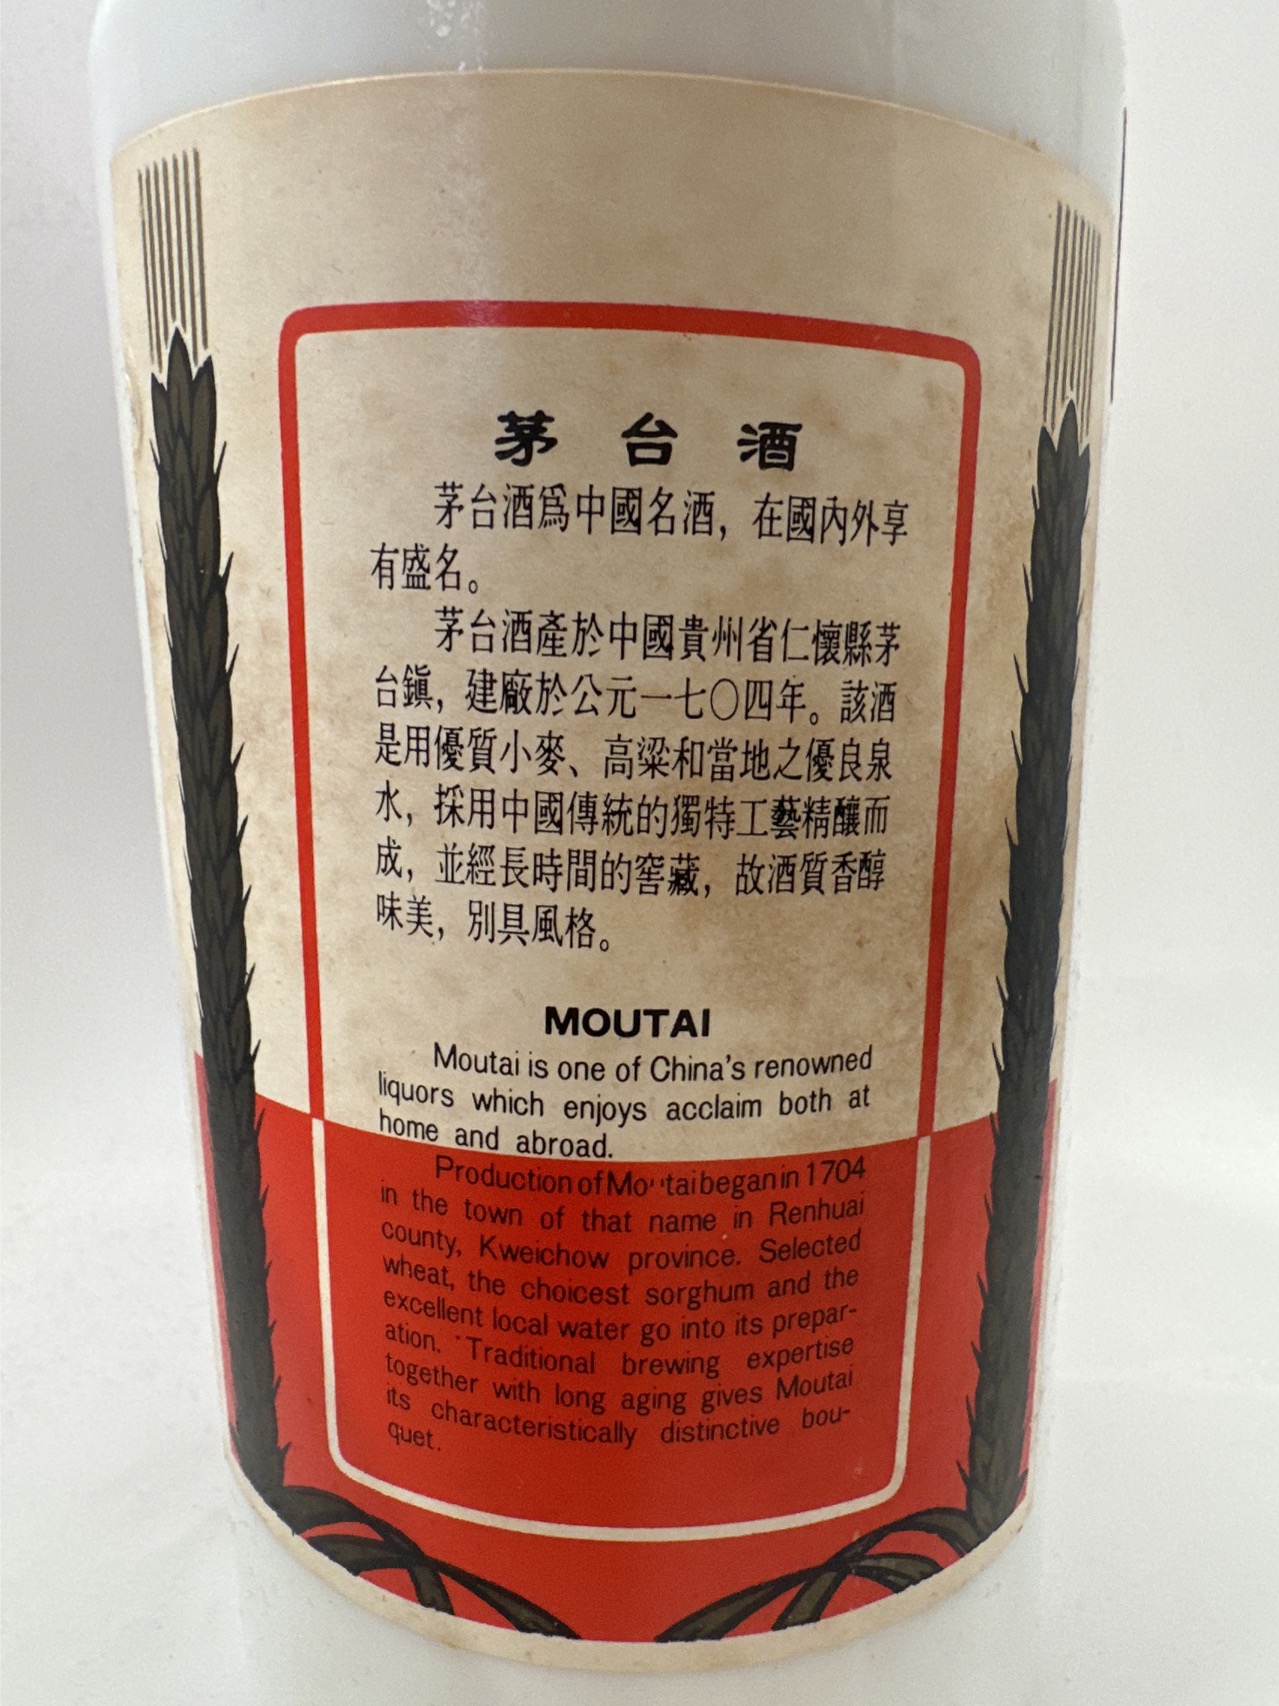 茅台酒
茅台酒爲中國名酒，在國內外享
有盛名。
茅台酒產於中國貴州省仁懷縣茅
台鎭，建廠於公元一七〇四年。該酒
是用優質小麥、高粱和當地之優良泉
水，採用中國傳統的獨特工藝精釀而
成，並經長時間的窖藏，故酒質香醇
味美，別具風格。
MOUTAI
Moutai is one of China's renowned
liquors which enjoys acclaim both at
home and abroad.
Production of Moutai began in 1704
in the town of that name in Renhuai
county, Kweichow province. Selected
wheat, the choicest sorghum and the
excellent local water go into its prepar-
ation. Traditional brewing expertise
together with long aging gives Moutai
its characteristically distinctive bou-
quet.